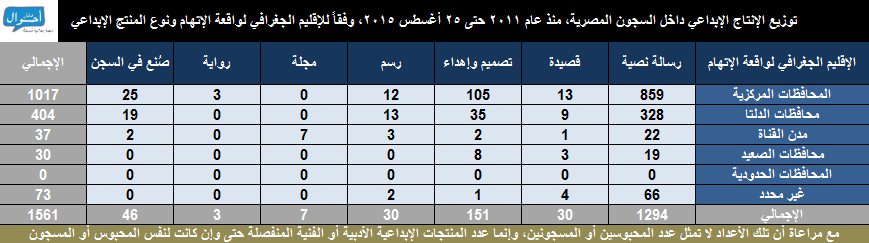 توزيع الإنتاج الإبداعي داخل السجون المصرية، منذ عام ٢٠١١ حتى ٢٥ أغسطس ٢٠١٥، وفقاً للإقليم الجغرافي لواقعة الإتهام ونوع المنتج الإبداعي
الإقليم الجغرافي لواقعة الإتهام رسالة نصية قصيدة تصميم وإهداء رسم مجلة رواية صُنع في السجن الإجمالي
المحافظات المركزية 859 13 105 12 0 3 25 1017
محافظات الدلتا 328 9 35 13 0 0 19 404
مدن القناة 22 1 2 3 7 0 2 37
محافظات الصعيد 19 3 8 0 0 0 0 30
المحافظات الحدودية 0 0 0 0 0 0 0 0
غير محدد 66 4 1 2 0 0 0 73
الإجمالي 1294 30 151 30 7 3 46 1561
مع مراعاة أن تلك الأعداد لا تمثل عدد المحبوسين أو المسجونين، وإنما عدد المنتجات الإبداعية الأدبية أو الفنية المنفصلة حتى وإن كانت لنفس المحبوس أو المسجون